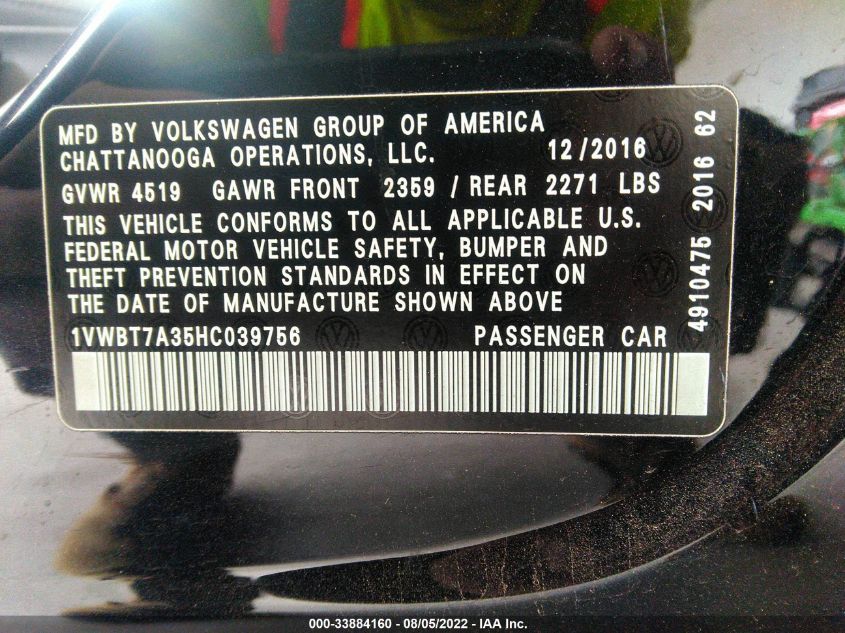 MFD BY VOLKSWAGEN GROUP OF AMERICA
CHATTANOOGA OPERATIONS, LLC. 12/2016
GVWR 4519 GAWR FRONT 2359 / REAR 2271 LBS
THIS VEHICLE CONFORMS TO ALL APPLICABLE U.S.
FEDERAL MOTOR VEHICLE SAFETY, BUMPER AND
THEFT PREVENTION STANDARDS IN EFFECT ON
THE DATE OF MANUFACTURE SHOWN ABOVE
1VWBT7A35HC039756 PASSENGER CAR
4910475 2016 62
000-33884160 - 08/05/2022 - IAAI Inc.